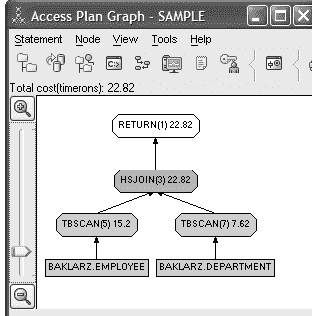 Access Plan Graph - SAMPLE
Statement Node View Tools Help
Total cost(timerons): 22.82
RETURN(1) 22.82
HSJOIN(3) 22.82
TBSCAN(5) 15.2 TBSCAN(7) 7.62
BAKLARZ.EMPLOYEE BAKLARZ.DEPARTMENT